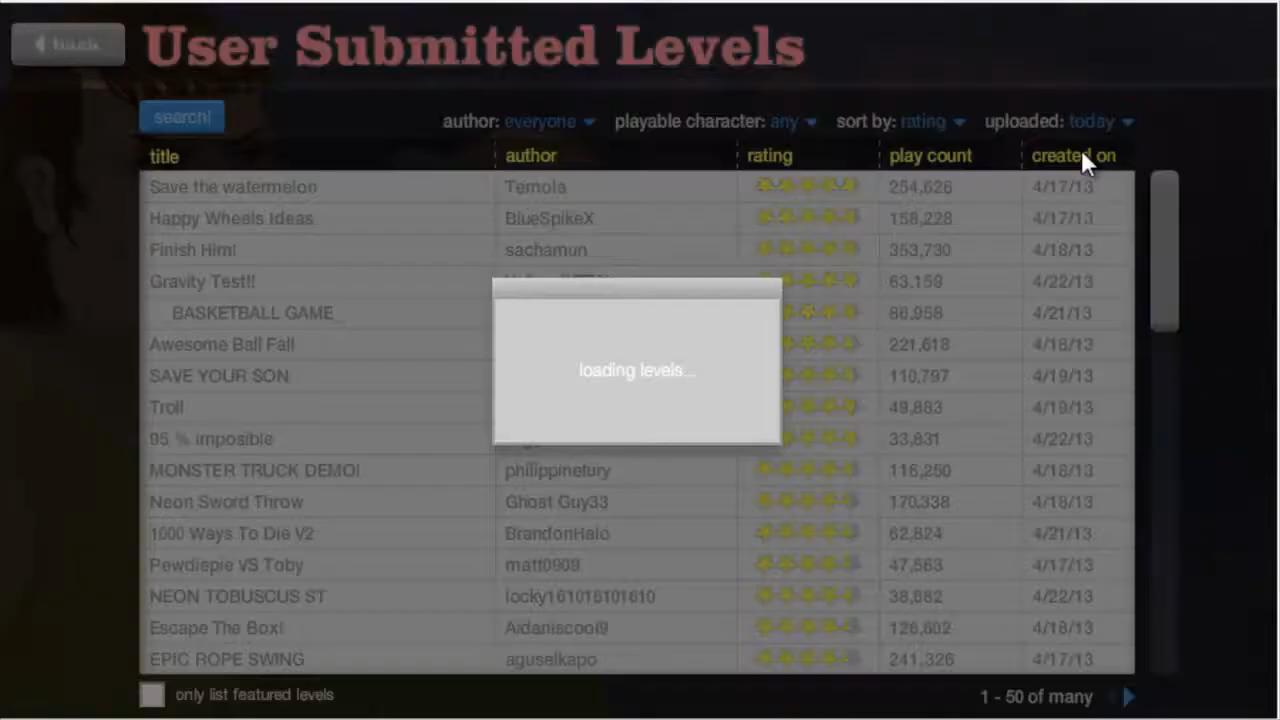 back User Submitted Levels
search! author: everyone playable character: any sort by: rating uploaded: today
title author rating play count created on
Save the watermelon Temola 254,626 4/17/13
Happy Wheels Ideas BlueSpikeX 158,228 4/17/13
Finish Him! sachamun 353,730 4/18/13
Gravity Test!! 63,159 4/22/13
BASKETBALL GAME_ 86,958 4/21/13
Awesome Ball Fall 221,618 4/18/13
SAVE YOUR SON 110,797 4/19/13
Troll 49,883 4/19/13
95 % imposible 33,831 4/22/13
loading levels...
MONSTER TRUCK DEMO! philippinefury 116,250 4/18/13
Neon Sword Throw Ghost Guy33 170,338 4/18/13
1000 Ways To Die V2 BrandonHalo 62,824 4/21/13
Pewdiepie VS Toby matt0909 47,563 4/17/13
NEON TOBUSCUS ST locky161616161610 38,682 4/22/13
Escape The Box! Aidaniscool9 126,602 4/18/13
EPIC ROPE SWING aguselkapo 241,326 4/17/13
only list featured levels 1 - 50 of many